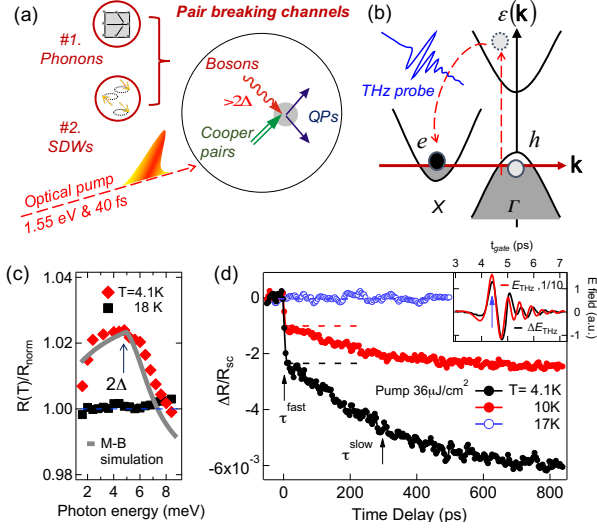 (a)
Pair breaking channels
#1.
Phonons
#2.
SDWs
Bosons
>2Δ
QPs
Cooper
pairs
Optical pump
1.55 eV & 40 fs
(b)
ε(k)
THz probe
e
h
k
X
Γ
(c)
R(T)/Rnorm
1.04
1.02
1.00
0.98
T=4.1K
18 K
2Δ
M-B
simulation
2
4
6
8
Photon energy (meV)
(d)
ΔR/Rsc
0
-2
-4
-6x10⁻³
τfast
τslow
Pump 36μJ/cm²
T= 4.1K
10K
17K
0
200
400
600
800
Time Delay (ps)
tgate (ps)
3
4
5
6
7
ETHz ,1/10
ΔETHz
1
0
-1
E field (a.u.)